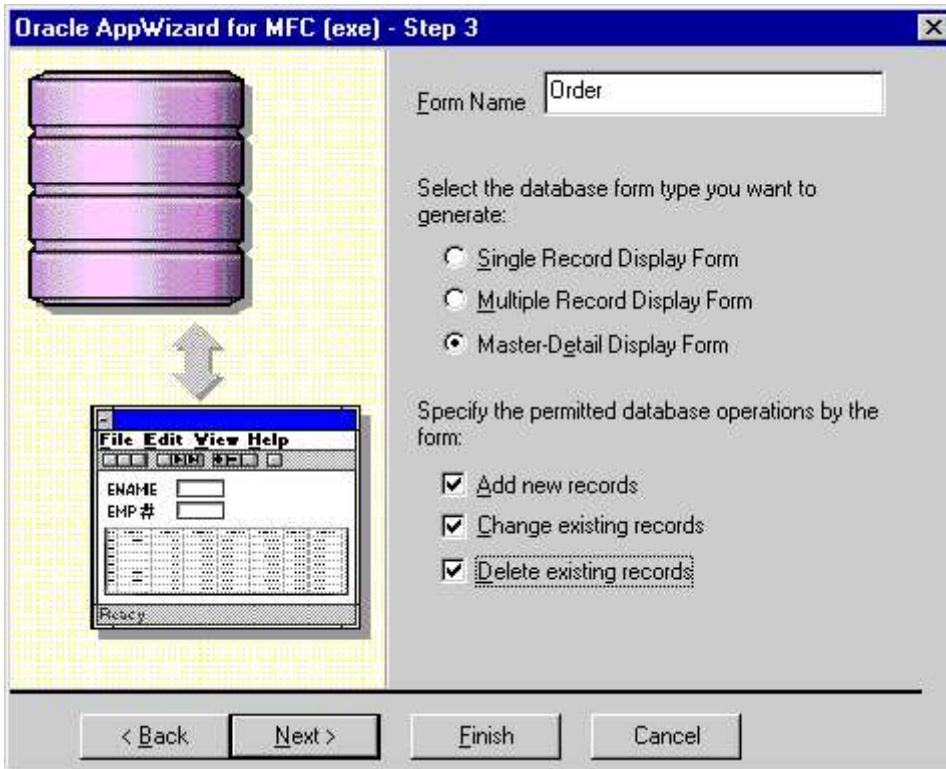 Oracle AppWizard for MFC (exe) - Step 3
Form Name
Order
Select the database form type you want to
generate:
Single Record Display Form
Multiple Record Display Form
Master-Detail Display Form
Specify the permitted database operations by the
form:
Add new records
Change existing records
Delete existing records
File Edit View Help
ENAME
EMP #
Ready
< Back
Next >
Finish
Cancel